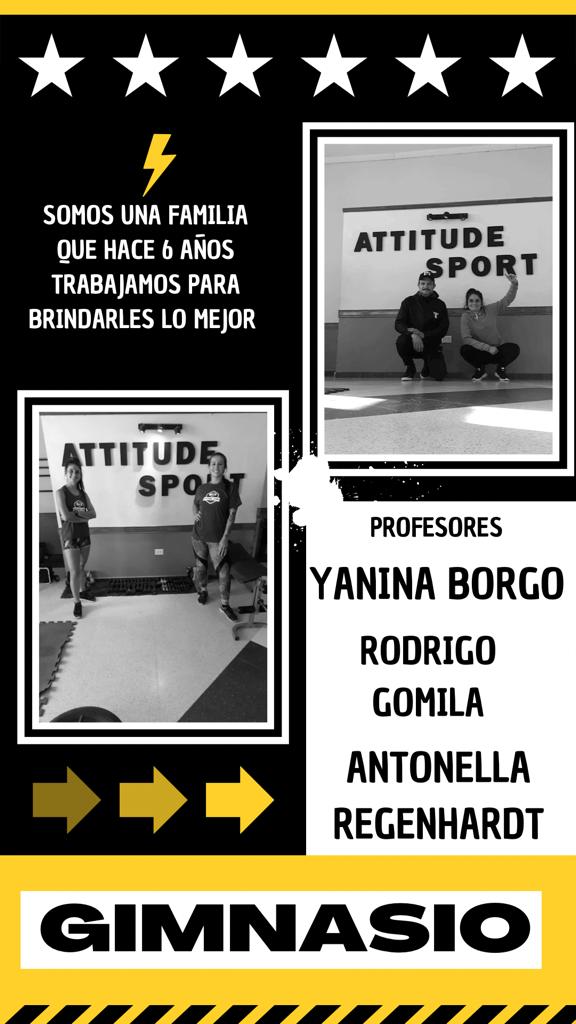 SOMOS UNA FAMILIA
QUE HACE 6 AÑOS
TRABAJAMOS PARA
BRINDARLES LO MEJOR
ATTITUDE
SPORT
ATTITUDE
SPORT
PROFESORES
YANINA BORGO
RODRIGO
GOMILA
ANTONELLA
REGENHARDT
GIMNASIO